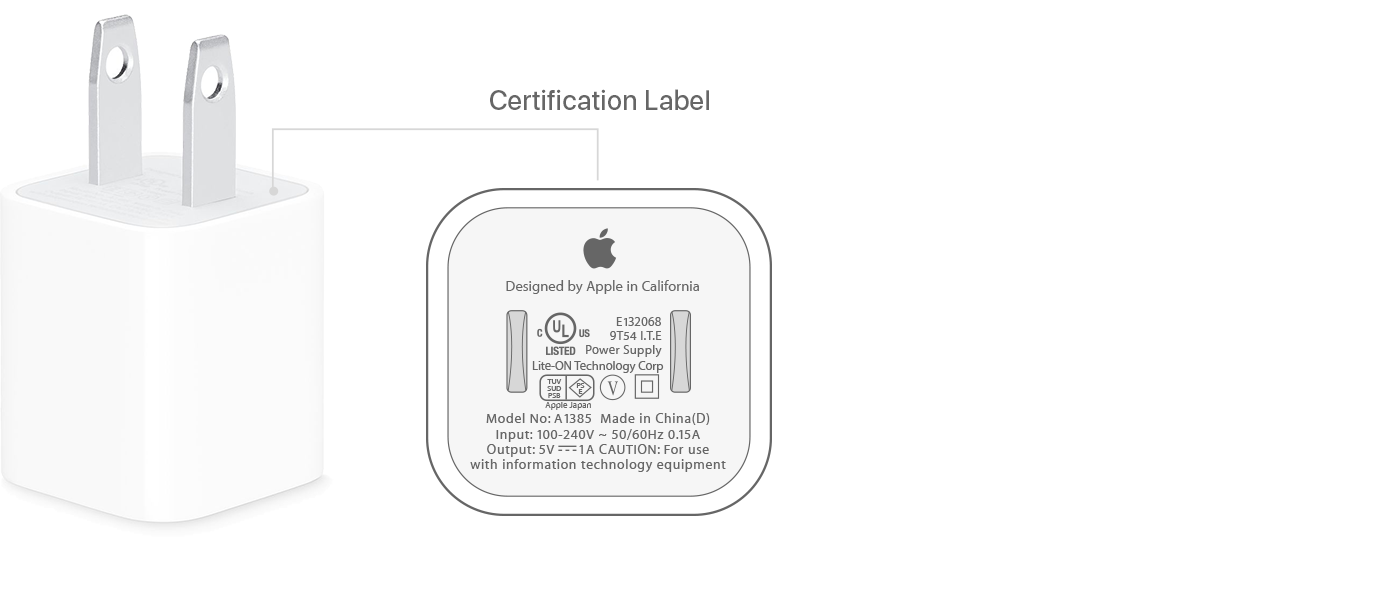 Certification Label
Designed by Apple in California
C UL US
LISTED
E132068
9T54 I.T.E
Power Supply
Lite-ON Technology Corp
TUV
SUD
PSB
PS
E
V
Apple Japan
Model No: A1385 Made in China(D)
Input: 100-240V ~ 50/60Hz 0.15A
Output: 5V ⎓ 1A CAUTION: For use
with information technology equipment